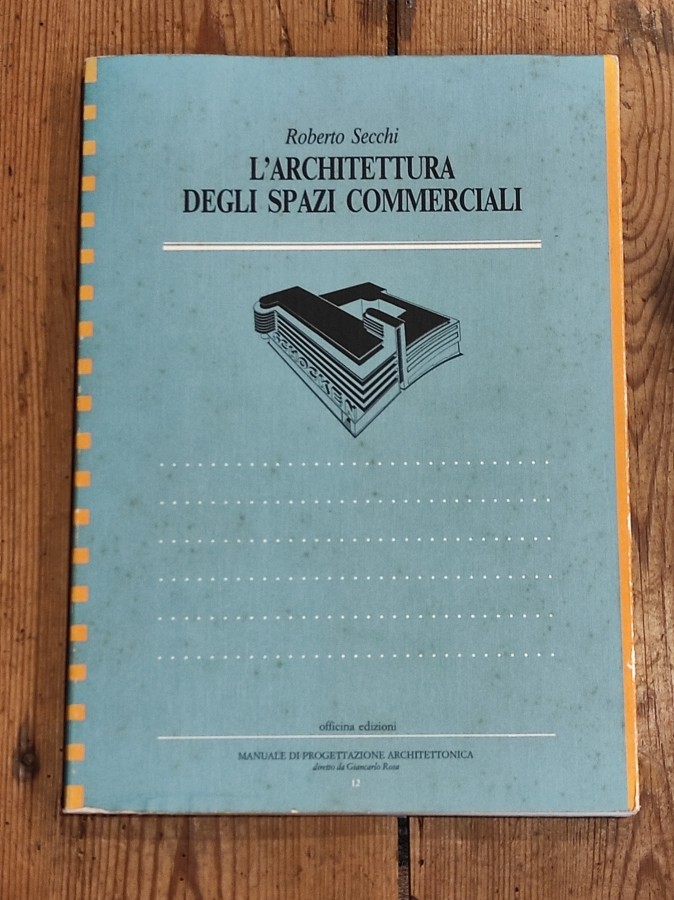 Roberto Secchi
L'ARCHITETTURA
DEGLI SPAZI COMMERCIALI
officina edizioni
MANUALE DI PROGETTAZIONE ARCHITETTONICA
diretto da Giancarlo Rosa
12